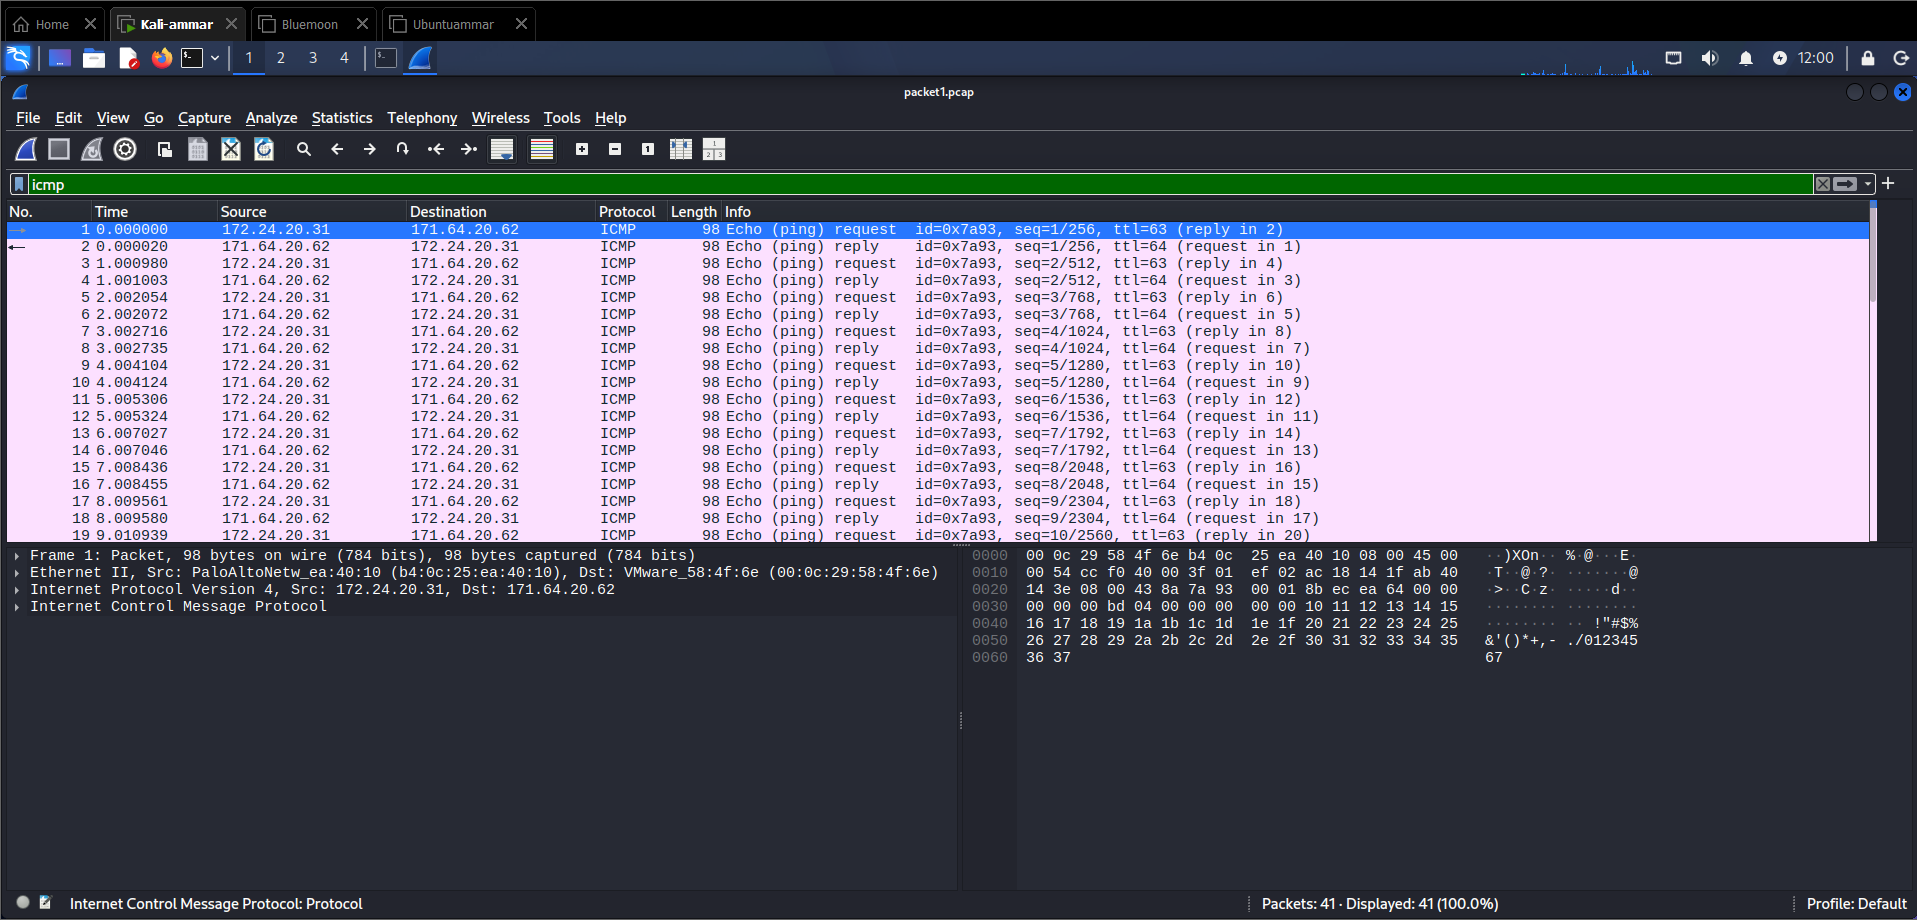 Home Kali-ammar Bluemoon Ubuntuammar
1 2 3 4 12:00
packet1.pcap
File Edit View Go Capture Analyze Statistics Telephony Wireless Tools Help
icmp
No. Time Source Destination Protocol Length Info
1 0.000000 172.24.20.31 171.64.20.62 ICMP 98 Echo (ping) request id=0x7a93, seq=1/256, ttl=63 (reply in 2)
2 0.000020 171.64.20.62 172.24.20.31 ICMP 98 Echo (ping) reply id=0x7a93, seq=1/256, ttl=64 (request in 1)
3 1.000980 172.24.20.31 171.64.20.62 ICMP 98 Echo (ping) request id=0x7a93, seq=2/512, ttl=63 (reply in 4)
4 1.001003 171.64.20.62 172.24.20.31 ICMP 98 Echo (ping) reply id=0x7a93, seq=2/512, ttl=64 (request in 3)
5 2.002054 172.24.20.31 171.64.20.62 ICMP 98 Echo (ping) request id=0x7a93, seq=3/768, ttl=63 (reply in 6)
6 2.002072 171.64.20.62 172.24.20.31 ICMP 98 Echo (ping) reply id=0x7a93, seq=3/768, ttl=64 (request in 5)
7 3.002716 172.24.20.31 171.64.20.62 ICMP 98 Echo (ping) request id=0x7a93, seq=4/1024, ttl=63 (reply in 8)
8 3.002735 171.64.20.62 172.24.20.31 ICMP 98 Echo (ping) reply id=0x7a93, seq=4/1024, ttl=64 (request in 7)
9 4.004104 172.24.20.31 171.64.20.62 ICMP 98 Echo (ping) request id=0x7a93, seq=5/1280, ttl=63 (reply in 10)
10 4.004124 171.64.20.62 172.24.20.31 ICMP 98 Echo (ping) reply id=0x7a93, seq=5/1280, ttl=64 (request in 9)
11 5.005306 172.24.20.31 171.64.20.62 ICMP 98 Echo (ping) request id=0x7a93, seq=6/1536, ttl=63 (reply in 12)
12 5.005324 171.64.20.62 172.24.20.31 ICMP 98 Echo (ping) reply id=0x7a93, seq=6/1536, ttl=64 (request in 11)
13 6.007027 172.24.20.31 171.64.20.62 ICMP 98 Echo (ping) request id=0x7a93, seq=7/1792, ttl=63 (reply in 14)
14 6.007046 171.64.20.62 172.24.20.31 ICMP 98 Echo (ping) reply id=0x7a93, seq=7/1792, ttl=64 (request in 13)
15 7.008436 172.24.20.31 171.64.20.62 ICMP 98 Echo (ping) request id=0x7a93, seq=8/2048, ttl=63 (reply in 16)
16 7.008455 171.64.20.62 172.24.20.31 ICMP 98 Echo (ping) reply id=0x7a93, seq=8/2048, ttl=64 (request in 15)
17 8.009561 172.24.20.31 171.64.20.62 ICMP 98 Echo (ping) request id=0x7a93, seq=9/2304, ttl=63 (reply in 18)
18 8.009580 171.64.20.62 172.24.20.31 ICMP 98 Echo (ping) reply id=0x7a93, seq=9/2304, ttl=64 (request in 17)
19 9.010939 172.24.20.31 171.64.20.62 ICMP 98 Echo (ping) request id=0x7a93, seq=10/2560, ttl=63 (reply in 20)
Frame 1: Packet, 98 bytes on wire (784 bits), 98 bytes captured (784 bits)
Ethernet II, Src: PaloAltoNetw_ea:40:10 (b4:0c:25:ea:40:10), Dst: VMware_58:4f:6e (00:0c:29:58:4f:6e)
Internet Protocol Version 4, Src: 172.24.20.31, Dst: 171.64.20.62
Internet Control Message Protocol
0000 00 0c 29 58 4f 6e b4 0c 25 ea 40 10 08 00 45 00 ··)XOn·· %·@···E·
0010 00 54 cc f0 40 00 3f 01 ef 02 ac 18 14 1f ab 40 ·T··@·?· ·······@
0020 14 3e 08 00 43 8a 7a 93 00 01 8b ec ea 64 00 00 ·>··C·z· ·····d··
0030 00 00 00 bd 04 00 00 00 00 00 10 11 12 13 14 15 ········ ········
0040 16 17 18 19 1a 1b 1c 1d 1e 1f 20 21 22 23 24 25 ········ ·· !"#$%
0050 26 27 28 29 2a 2b 2c 2d 2e 2f 30 31 32 33 34 35 &'()*+,- ./012345
0060 36 37 67
Internet Control Message Protocol: Protocol Packets: 41 · Displayed: 41 (100.0%) Profile: Default